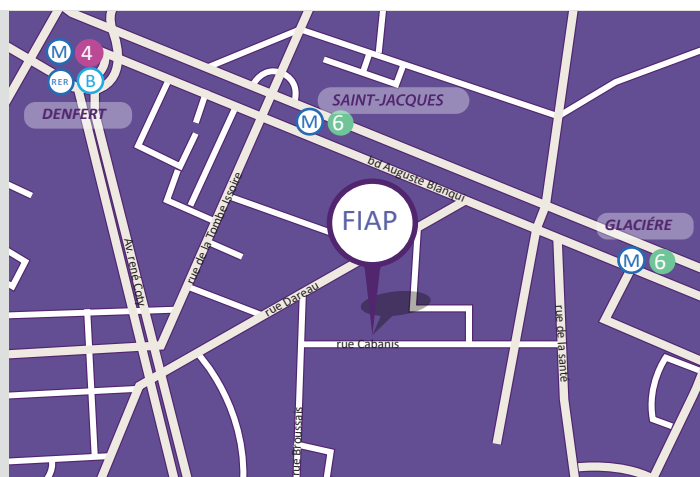 M 4
RER B
DENFERT
SAINT-JACQUES
M 6
bd Auguste Blanqui
FIAP
GLACIÉRE
M 6
rue de la Tombe Issoire
Av. rené Coty
rue Dareau
rue Cabanis
rue de la santé
rue Broussais